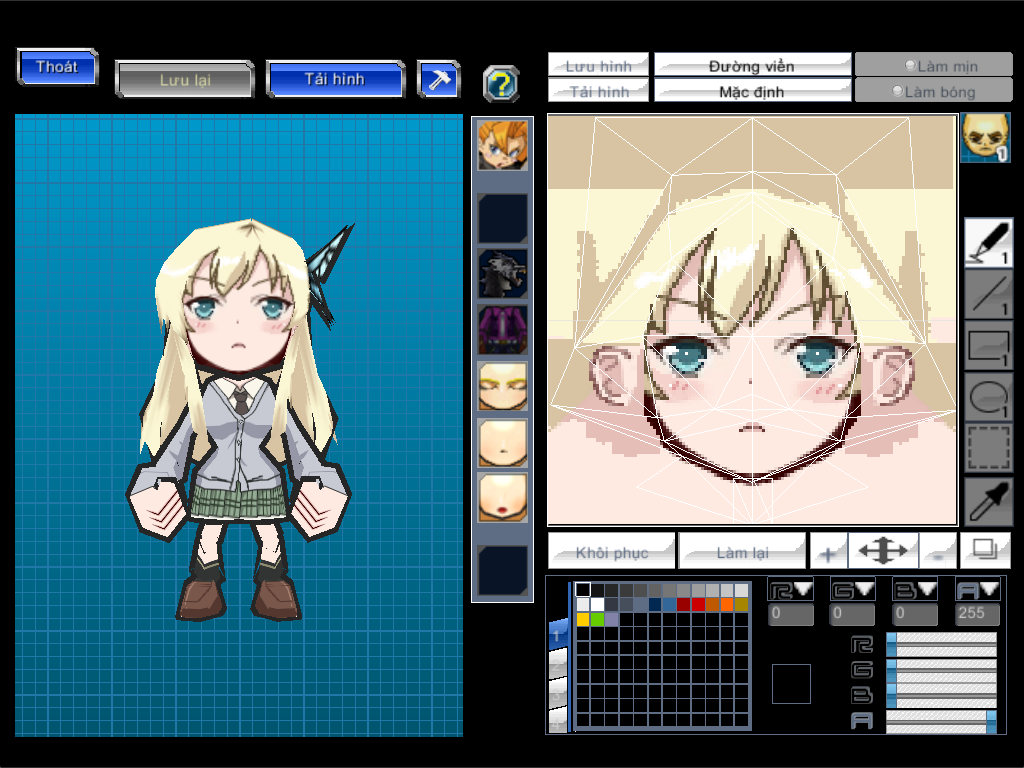 Thoát
Lưu lại
Tải hình
?
Lưu hình
Đường viền
Làm mịn
Tải hình
Mặc định
Làm bóng
1
1
1
1
1
Khôi phục
Làm lại
+
-
R
G
B
A
0
0
0
255
1
R
G
B
A